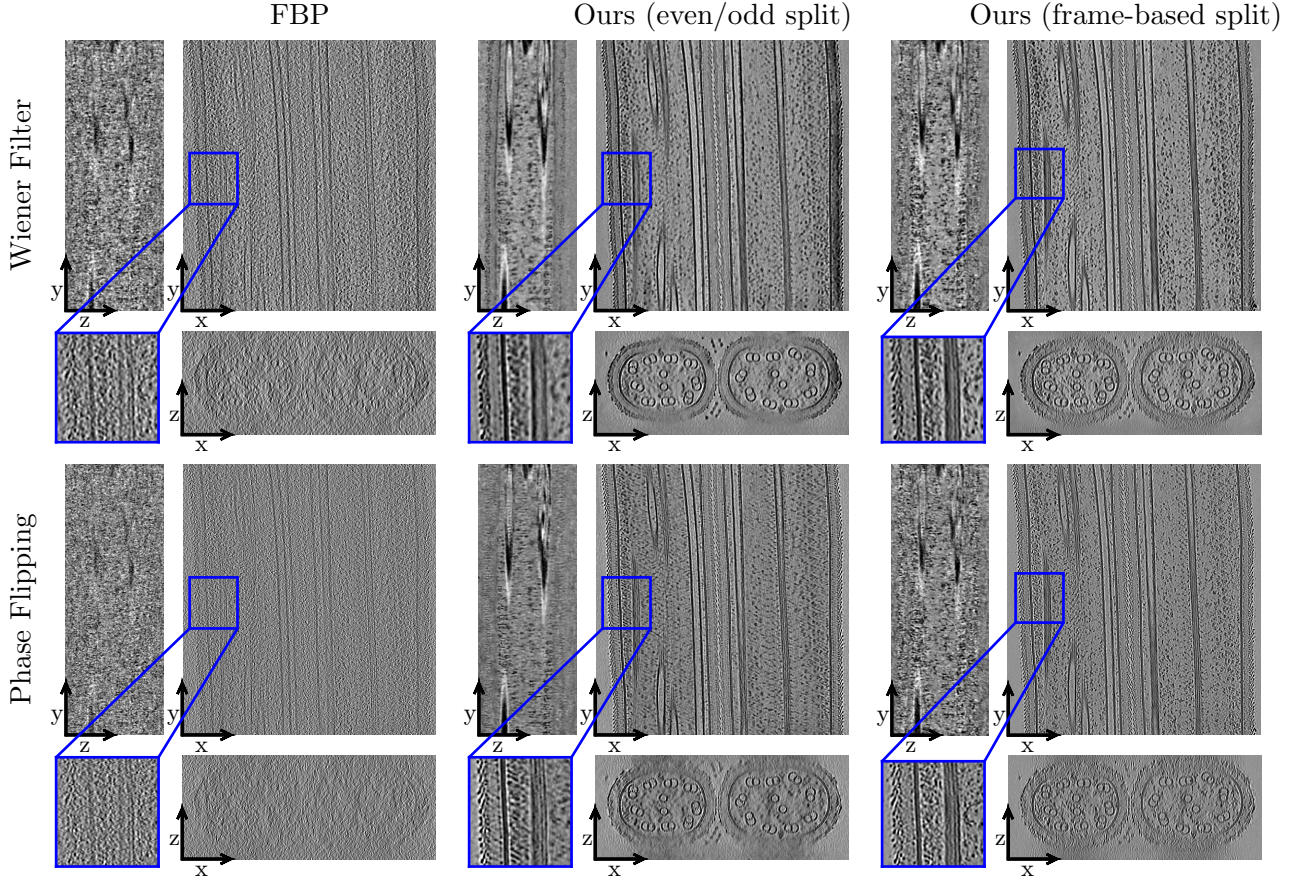 FBP
Ours (even/odd split)
Ours (frame-based split)
Wiener Filter
y
z
x
y
z
x
y
z
x
z
x
z
x
z
x
Phase Flipping
y
z
x
y
z
x
y
z
x
z
x
z
x
z
x